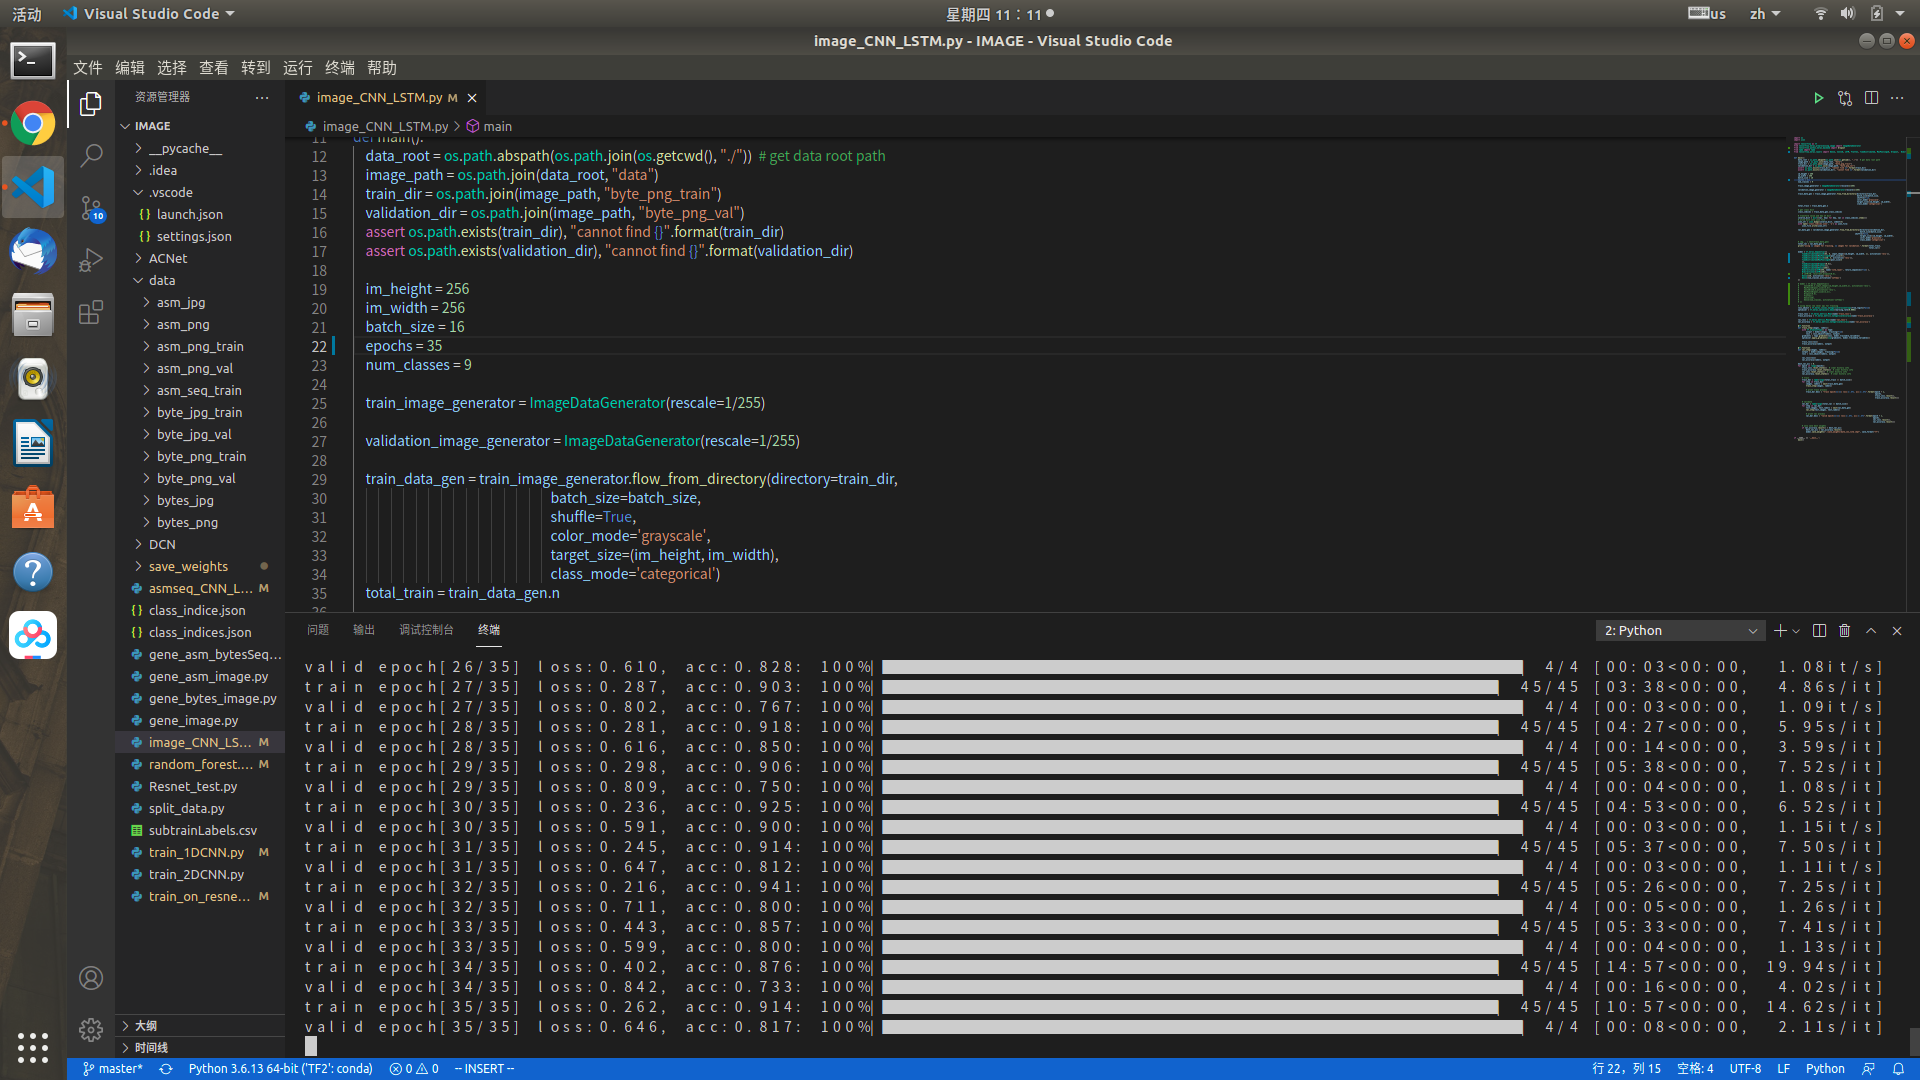 活动 Visual Studio Code 星期四 11：11 us zh
image_CNN_LSTM.py - IMAGE - Visual Studio Code
文件 编辑 选择 查看 转到 运行 终端 帮助
资源管理器
IMAGE
__pycache__
.idea
.vscode
launch.json
settings.json
ACNet
data
asm_jpg
asm_png
asm_png_train
asm_png_val
asm_seq_train
byte_jpg_train
byte_jpg_val
byte_png_train
byte_png_val
bytes_jpg
bytes_png
DCN
save_weights
asmseq_CNN_L... M
class_indice.json
class_indices.json
gene_asm_bytesSeq...
gene_asm_image.py
gene_bytes_image.py
gene_image.py
image_CNN_LS... M
random_forest.... M
Resnet_test.py
split_data.py
subtrainLabels.csv
train_1DCNN.py M
train_2DCNN.py
train_on_resne... M
大纲
时间线
10
image_CNN_LSTM.py M
image_CNN_LSTM.py > main
11 def main():
12 data_root = os.path.abspath(os.path.join(os.getcwd(), "./")) # get data root path
13 image_path = os.path.join(data_root, "data")
14 train_dir = os.path.join(image_path, "byte_png_train")
15 validation_dir = os.path.join(image_path, "byte_png_val")
16 assert os.path.exists(train_dir), "cannot find {}".format(train_dir)
17 assert os.path.exists(validation_dir), "cannot find {}".format(validation_dir)
18
19 im_height = 256
20 im_width = 256
21 batch_size = 16
22 epochs = 35
23 num_classes = 9
24
25 train_image_generator = ImageDataGenerator(rescale=1/255)
26
27 validation_image_generator = ImageDataGenerator(rescale=1/255)
28
29 train_data_gen = train_image_generator.flow_from_directory(directory=train_dir,
30 batch_size=batch_size,
31 shuffle=True,
32 color_mode='grayscale',
33 target_size=(im_height, im_width),
34 class_mode='categorical')
35 total_train = train_data_gen.n
36
问题 输出 调试控制台 终端 2: Python
valid epoch[26/35] loss:0.610, acc:0.828: 100%| 4/4 [00:03<00:00, 1.08it/s]
train epoch[27/35] loss:0.287, acc:0.903: 100%| 45/45 [03:38<00:00, 4.86s/it]
valid epoch[27/35] loss:0.802, acc:0.767: 100%| 4/4 [00:03<00:00, 1.09it/s]
train epoch[28/35] loss:0.281, acc:0.918: 100%| 45/45 [04:27<00:00, 5.95s/it]
valid epoch[28/35] loss:0.616, acc:0.850: 100%| 4/4 [00:14<00:00, 3.59s/it]
train epoch[29/35] loss:0.298, acc:0.906: 100%| 45/45 [05:38<00:00, 7.52s/it]
valid epoch[29/35] loss:0.809, acc:0.750: 100%| 4/4 [00:04<00:00, 1.08s/it]
train epoch[30/35] loss:0.236, acc:0.925: 100%| 45/45 [04:53<00:00, 6.52s/it]
valid epoch[30/35] loss:0.591, acc:0.900: 100%| 4/4 [00:03<00:00, 1.15it/s]
train epoch[31/35] loss:0.245, acc:0.914: 100%| 45/45 [05:37<00:00, 7.50s/it]
valid epoch[31/35] loss:0.647, acc:0.812: 100%| 4/4 [00:03<00:00, 1.11it/s]
train epoch[32/35] loss:0.216, acc:0.941: 100%| 45/45 [05:26<00:00, 7.25s/it]
valid epoch[32/35] loss:0.711, acc:0.800: 100%| 4/4 [00:05<00:00, 1.26s/it]
train epoch[33/35] loss:0.443, acc:0.857: 100%| 45/45 [05:33<00:00, 7.41s/it]
valid epoch[33/35] loss:0.599, acc:0.800: 100%| 4/4 [00:04<00:00, 1.13s/it]
train epoch[34/35] loss:0.402, acc:0.876: 100%| 45/45 [14:57<00:00, 19.94s/it]
valid epoch[34/35] loss:0.842, acc:0.733: 100%| 4/4 [00:16<00:00, 4.02s/it]
train epoch[35/35] loss:0.262, acc:0.914: 100%| 45/45 [10:57<00:00, 14.62s/it]
valid epoch[35/35] loss:0.646, acc:0.817: 100%| 4/4 [00:08<00:00, 2.11s/it]
master* Python 3.6.13 64-bit ('TF2': conda) 0 0 -- INSERT -- 行 22，列 15 空格: 4 UTF-8 LF Python